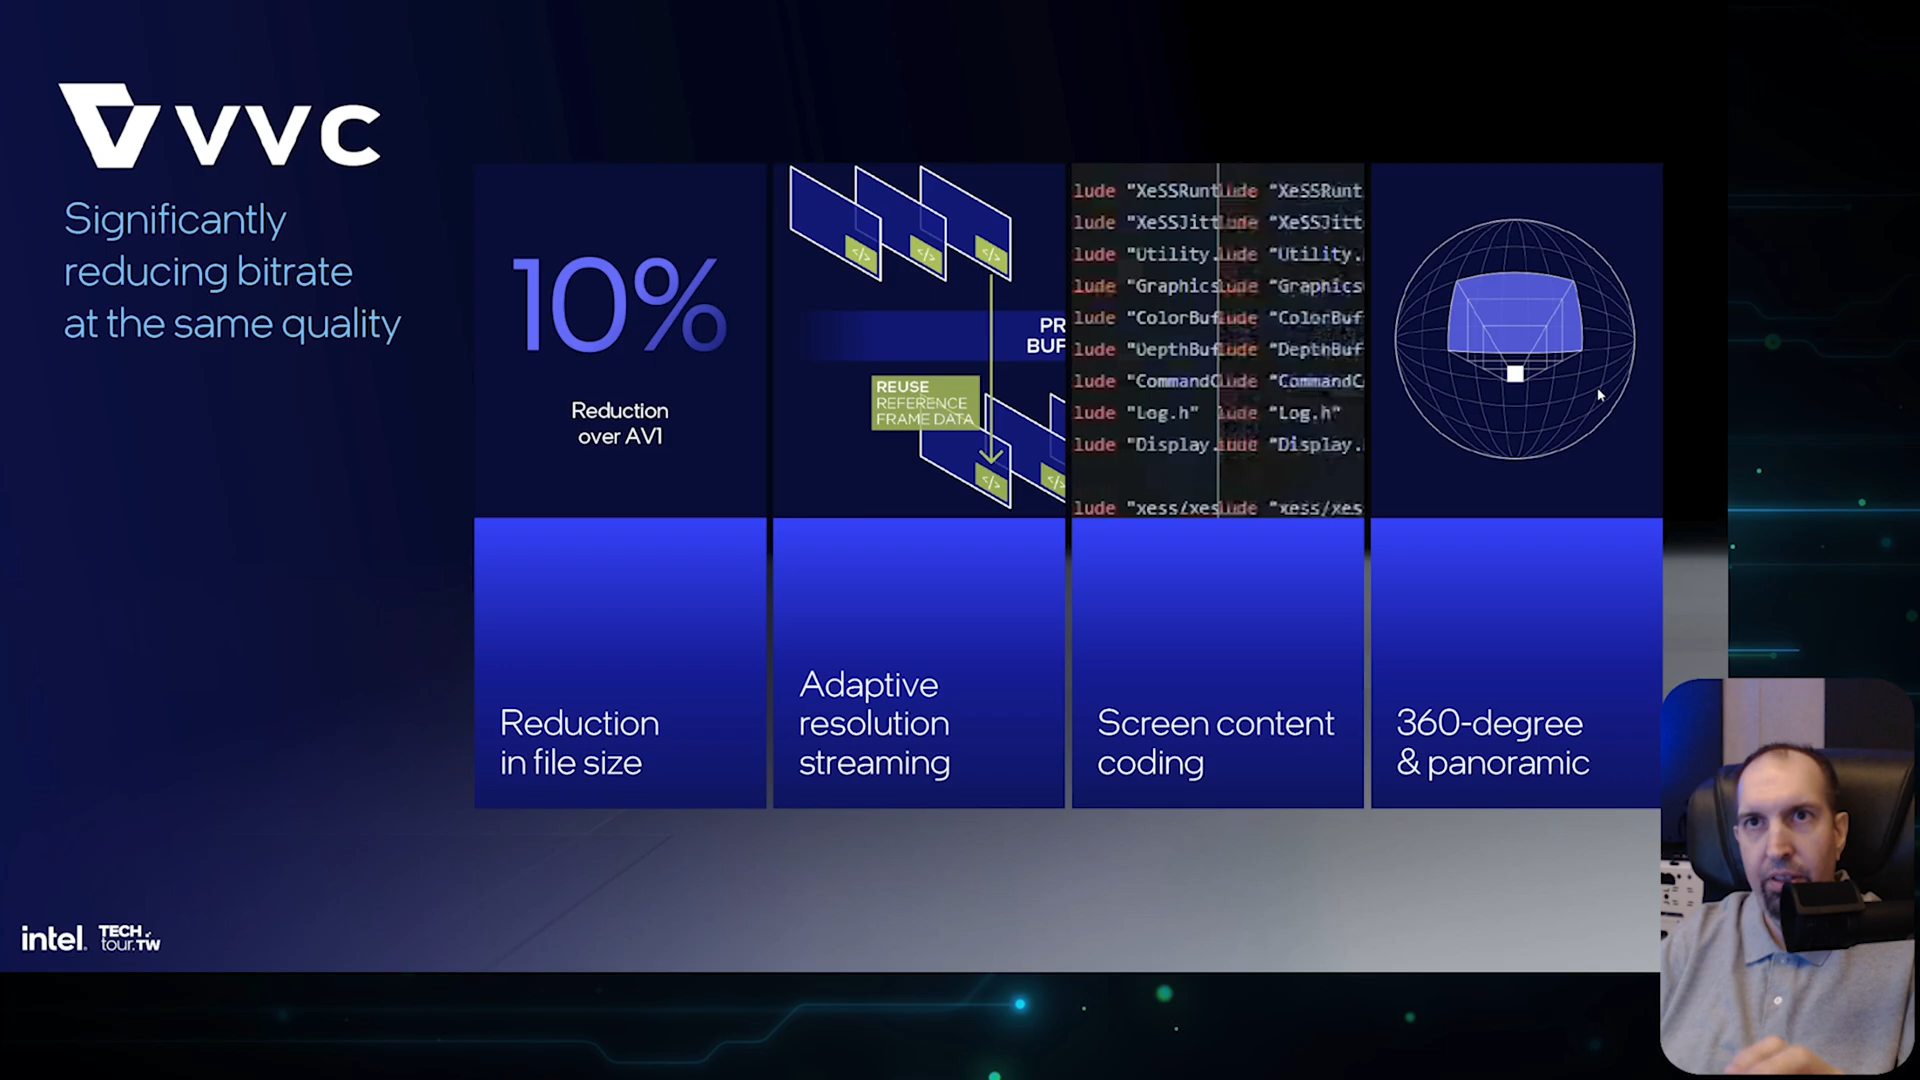 VVC
Significantly
reducing bitrate
at the same quality
10%
Reduction
over AV1
Reduction
in file size
</>
</>
</>
PR
BUF
REUSE
REFERENCE
FRAME DATA
</>
</>
Adaptive
resolution
streaming
lude "XeSSRunt lude "XeSSRunt
lude "XeSSJitt lude "XeSSJitt
lude "Utility. lude "Utility.
lude "Graphics lude "Graphics
lude "ColorBuf lude "ColorBuf
lude "DepthBuf lude "DepthBuf
lude "CommandC lude "CommandC
lude "Log.h" lude "Log.h"
lude "Display. lude "Display.
lude "xess/xes lude "xess/xes
Screen content
coding
360-degree
& panoramic
intel. TECH
tour.TW